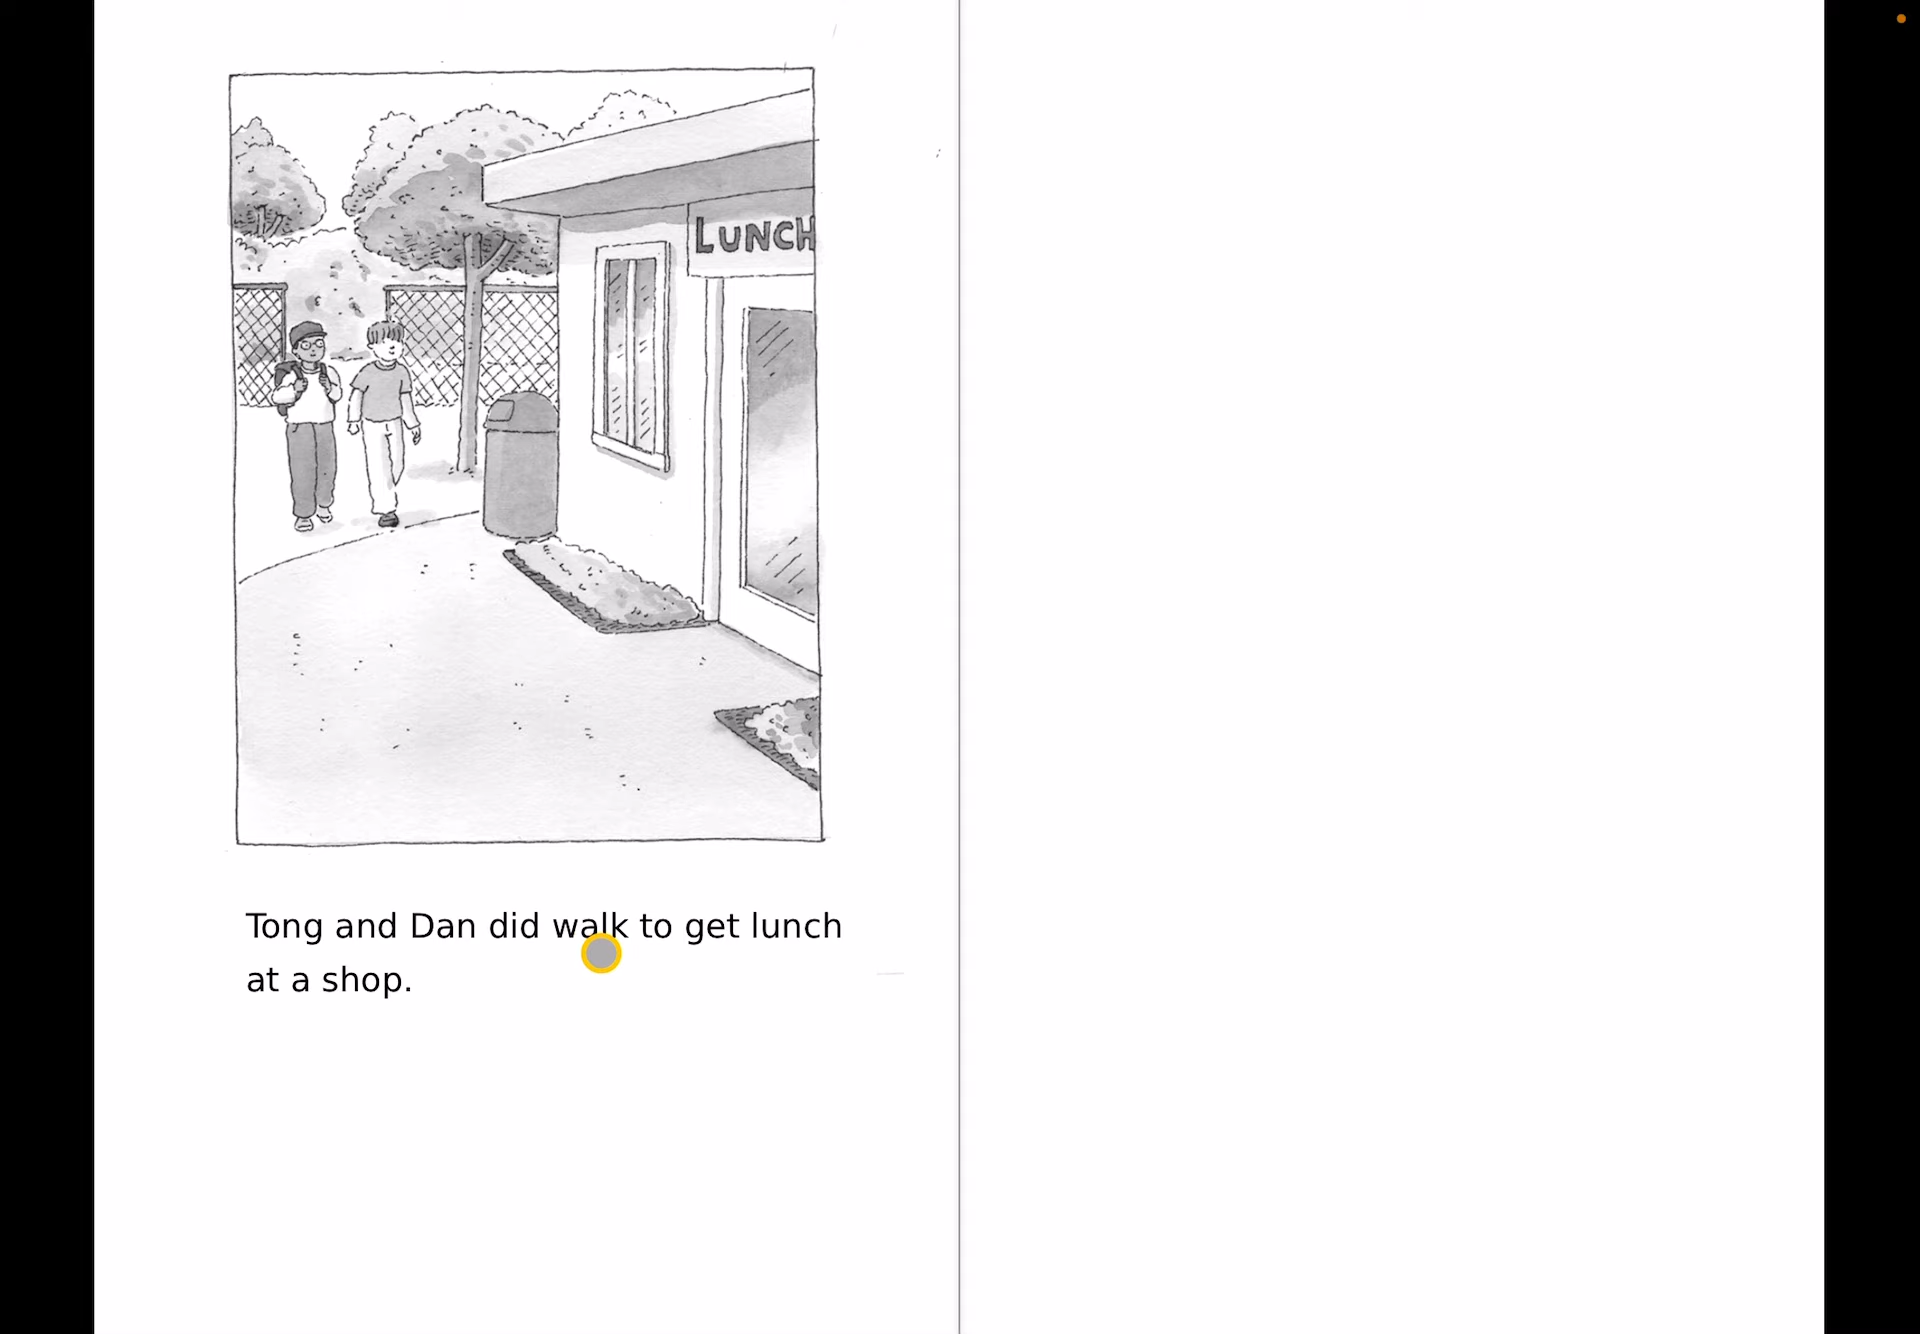 LUNCH
Tong and Dan did walk to get lunch
at a shop.